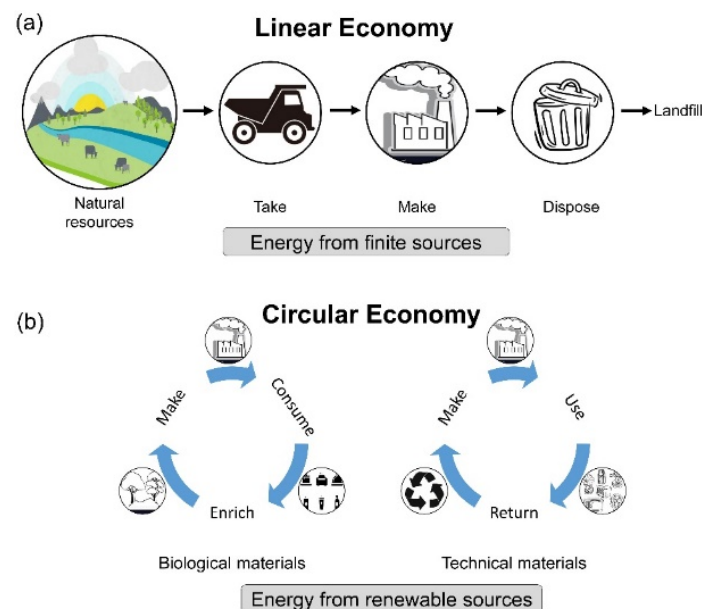 (a)
Linear Economy
Landfill
Natural
resources
Take
Make
Dispose
Energy from finite sources
(b)
Circular Economy
Make
Consume
Enrich
Make
Use
Return
Biological materials
Technical materials
Energy from renewable sources